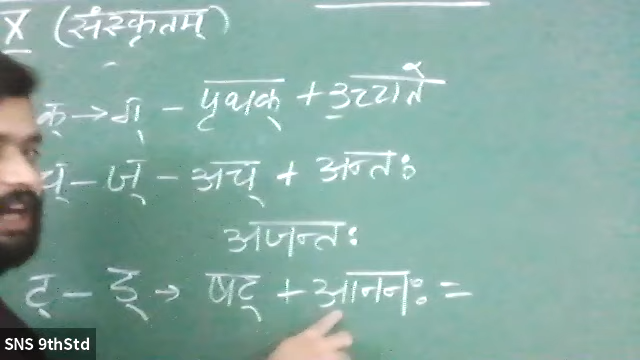 X (संस्कृतम्)
क् → ग् - पृथक् + उच्यते
च् - ज् - अच् + अन्तः
अजन्तः
ट् - ड् → षट् + आननः =
SNS 9thStd